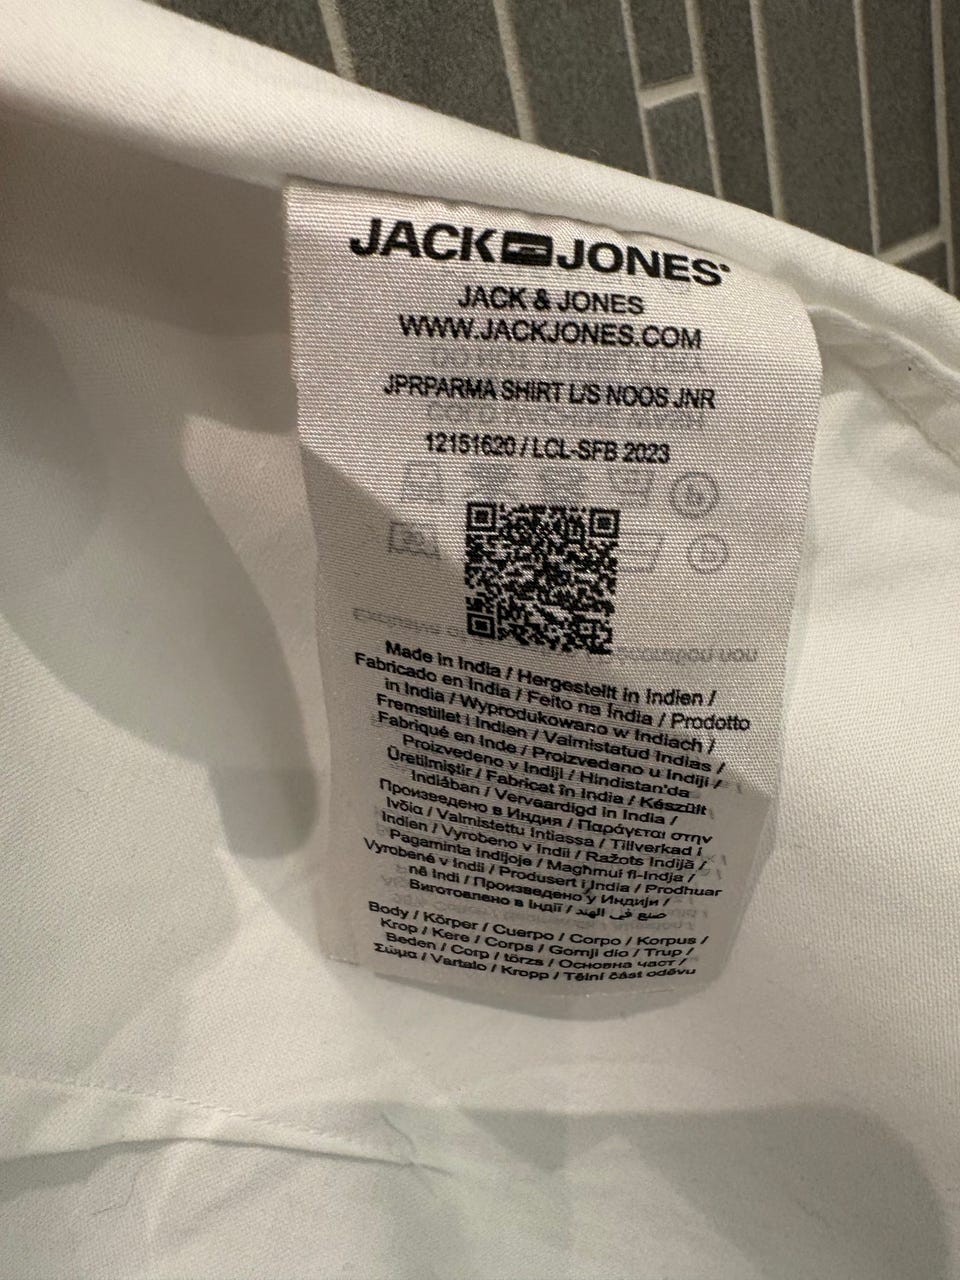 JACK JONES
JACK & JONES
WWW.JACKJONES.COM
JPRPARMA SHIRT L/S NOOS JNR
12151620 / LCL-SFB 2023
Made in India / Hergestellt in Indien /
Fabricado en India / Feito na Índia / Prodotto
in India / Wyprodukowano w Indiach /
Fremstillet i Indien / Valmistatud Indias /
Fabriqué en Inde / Proizvedeno u Indiji /
Proizvedeno v Indiji / Hindistan'da
Üretilmiştir / Fabricat în India / Készült
Indiában / Vervaardigd in India /
Произведено в Индия / Παράγεται στην
Ινδία / Valmistettu Intiassa / Tillverkad i
Indien / Vyrobeno v Indii / Ražots Indijā /
Pagaminta Indijoje / Magħmul fl-Indja /
Vyrobené v Indii / Produsert i India / Prodhuar
në Indi / Произведено у Индији /
Виготовлено в Індії / صنع في الهند
Body / Körper / Cuerpo / Corpo / Korpus /
Krop / Kere / Corps / Gornji dio / Trup /
Beden / Corp / törzs / Основна част /
Σώμα / Vartalo / Kropp / Tělní část oděvu